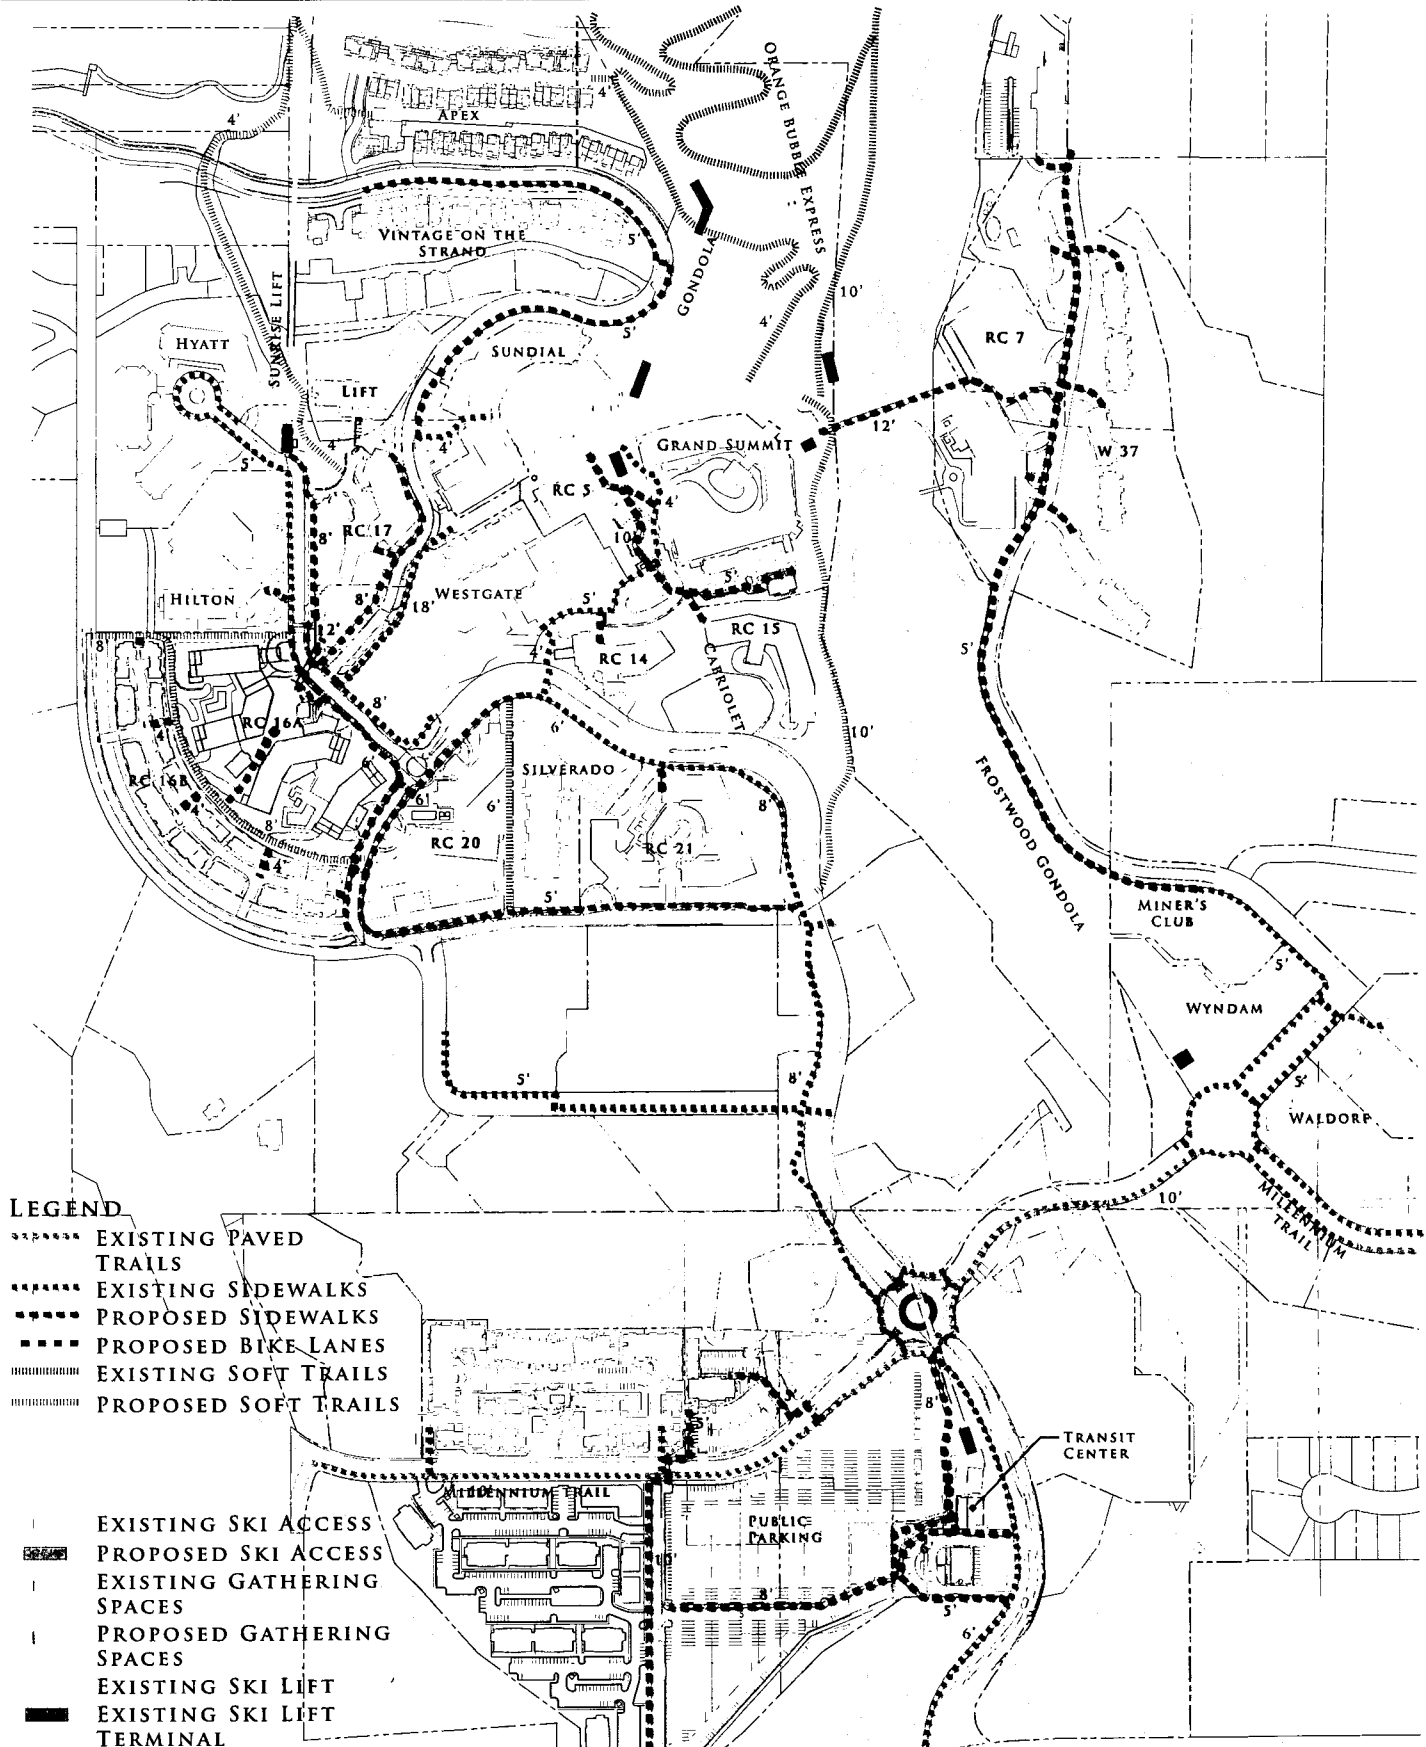 4'
APEX
4'
ORANGE BUBBLE EXPRESS
VINTAGE ON THE
STRAND
5'
GONDOLA
10'
4'
5'
SUNRISE LIFT
HYATT
SUNDIAL
LIFT
RC 7
12'
GRAND SUMMIT
W 37
4'
4'
5'
RC 5
4'
RC 17
8'
10'
5'
HILTON
8'
18'
WESTGATE
5'
12'
RC 15
8'
4'
RC 14
CABRIOLET
5'
8'
RC 16A
6'
10'
4'
6'
SILVERADO
FROSTWOOD GONDOLA
RC 16B
4'
6'
6'
8'
8'
RC 20
RC 21
4'
5'
MINER'S
CLUB
5'
WYNDAM
5'
8'
5'
WALDORF
10'
MILLENNIUM
TRAIL
LEGEND
EXISTING PAVED
TRAILS
EXISTING SIDEWALKS
PROPOSED SIDEWALKS
PROPOSED BIKE LANES
EXISTING SOFT TRAILS
PROPOSED SOFT TRAILS
8'
5'
TRANSIT
CENTER
MILLENNIUM TRAIL
PUBLIC
PARKING
EXISTING SKI ACCESS
PROPOSED SKI ACCESS
EXISTING GATHERING
SPACES
PROPOSED GATHERING
SPACES
EXISTING SKI LIFT
EXISTING SKI LIFT
TERMINAL
8'
5'
6'